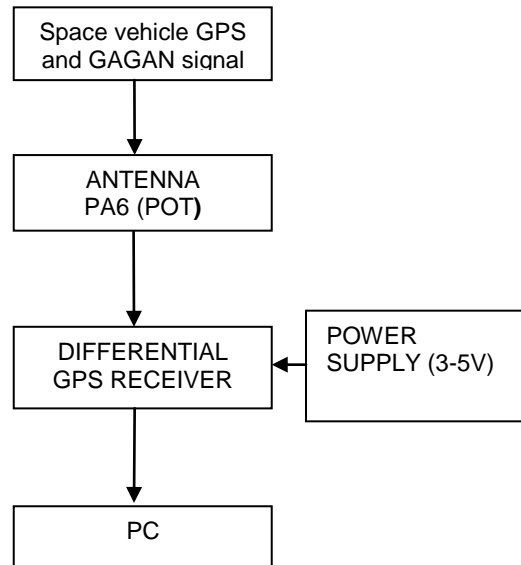 Space vehicle GPS
and GAGAN signal
ANTENNA
PA6 (POT)
DIFFERENTIAL
GPS RECEIVER
POWER
SUPPLY (3-5V)
PC